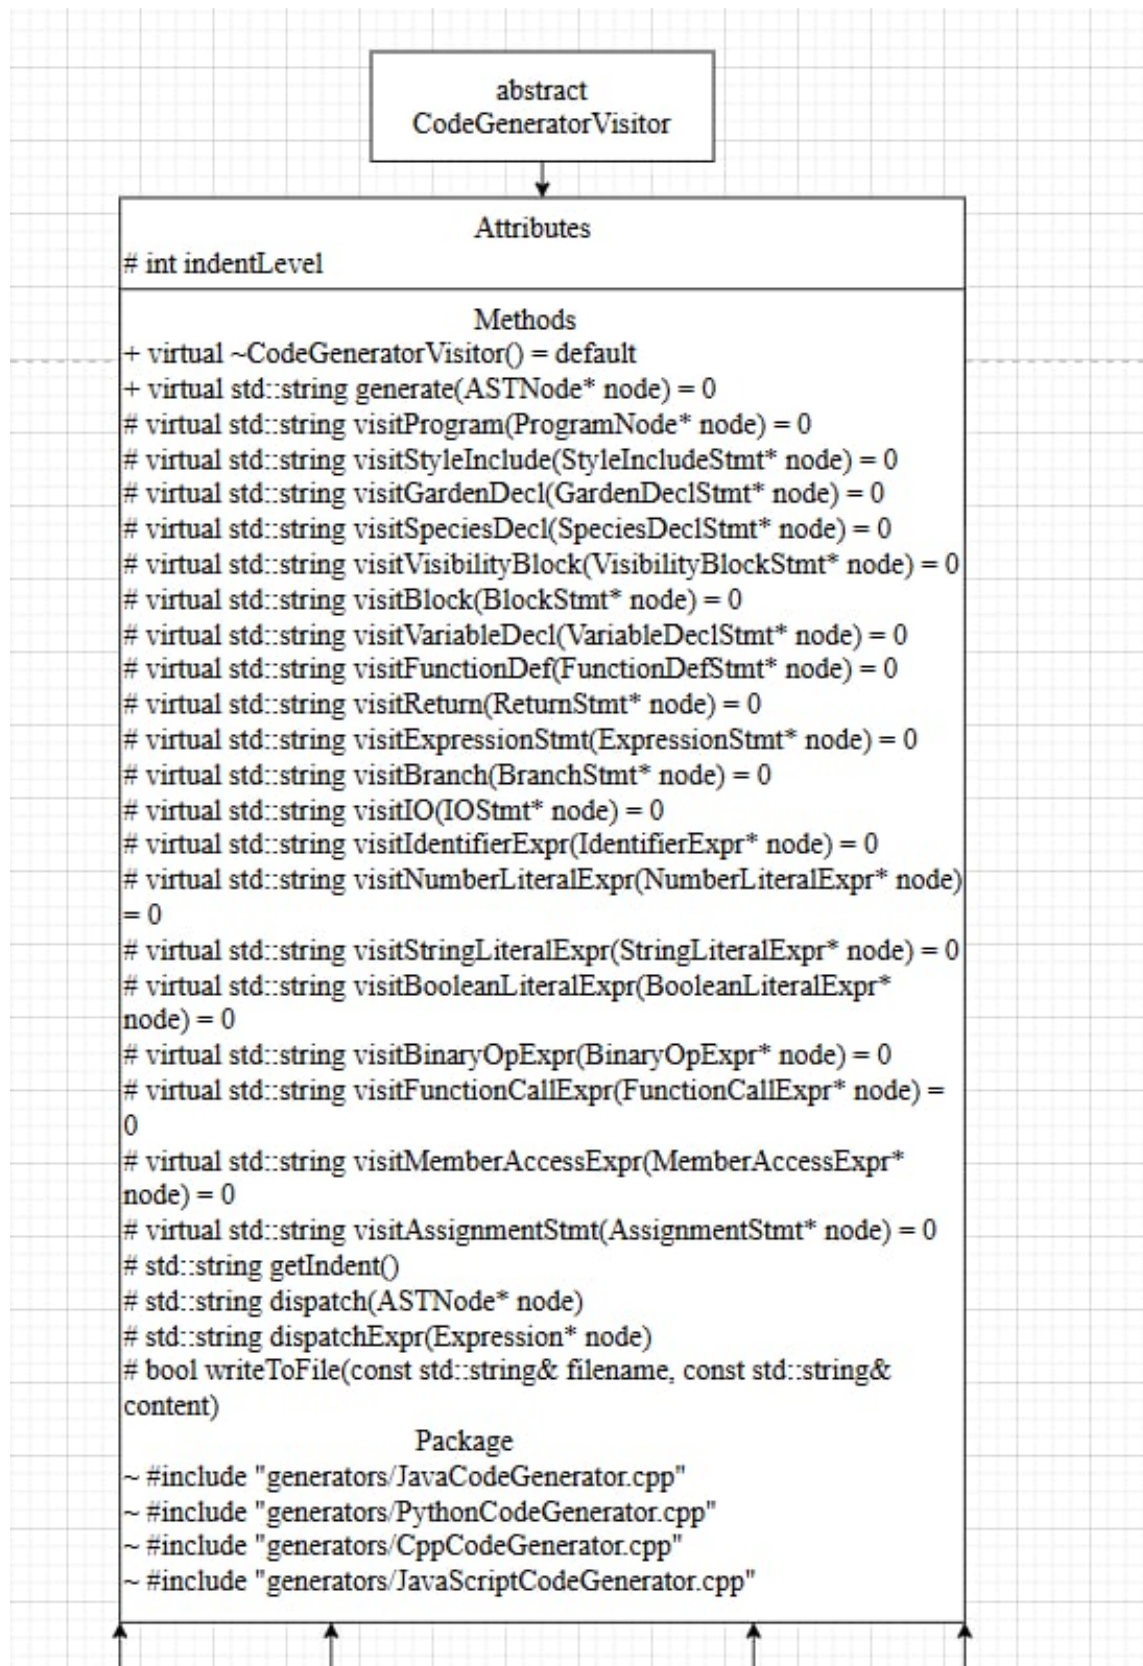 abstract
CodeGeneratorVisitor
Attributes
# int indentLevel
Methods
+ virtual ~CodeGeneratorVisitor() = default
+ virtual std::string generate(ASTNode* node) = 0
# virtual std::string visitProgram(ProgramNode* node) = 0
# virtual std::string visitStyleInclude(StyleIncludeStmt* node) = 0
# virtual std::string visitGardenDecl(GardenDeclStmt* node) = 0
# virtual std::string visitSpeciesDecl(SpeciesDeclStmt* node) = 0
# virtual std::string visitVisibilityBlock(VisibilityBlockStmt* node) = 0
# virtual std::string visitBlock(BlockStmt* node) = 0
# virtual std::string visitVariableDecl(VariableDeclStmt* node) = 0
# virtual std::string visitFunctionDef(FunctionDefStmt* node) = 0
# virtual std::string visitReturn(ReturnStmt* node) = 0
# virtual std::string visitExpressionStmt(ExpressionStmt* node) = 0
# virtual std::string visitBranch(BranchStmt* node) = 0
# virtual std::string visitIO(IOStmt* node) = 0
# virtual std::string visitIdentifierExpr(IdentifierExpr* node) = 0
# virtual std::string visitNumberLiteralExpr(NumberLiteralExpr* node)
= 0
# virtual std::string visitStringLiteralExpr(StringLiteralExpr* node) = 0
# virtual std::string visitBooleanLiteralExpr(BooleanLiteralExpr*
node) = 0
# virtual std::string visitBinaryOpExpr(BinaryOpExpr* node) = 0
# virtual std::string visitFunctionCallExpr(FunctionCallExpr* node) =
0
# virtual std::string visitMemberAccessExpr(MemberAccessExpr*
node) = 0
# virtual std::string visitAssignmentStmt(AssignmentStmt* node) = 0
# std::string getIndent()
# std::string dispatch(ASTNode* node)
# std::string dispatchExpr(Expression* node)
# bool writeToFile(const std::string& filename, const std::string&
content)
Package
~ #include "generators/JavaCodeGenerator.cpp"
~ #include "generators/PythonCodeGenerator.cpp"
~ #include "generators/CppCodeGenerator.cpp"
~ #include "generators/JavaScriptCodeGenerator.cpp"